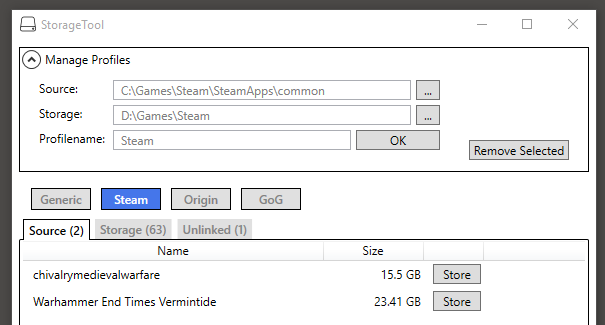 StorageTool
Manage Profiles
Source: C:\Games\Steam\SteamApps\common ...
Storage: D:\Games\Steam ...
Profilename: Steam OK
Remove Selected
Generic Steam Origin GoG
Source (2) Storage (63) Unlinked (1)
Name Size
chivalrymedievalwarfare 15.5 GB Store
Warhammer End Times Vermintide 23.41 GB Store